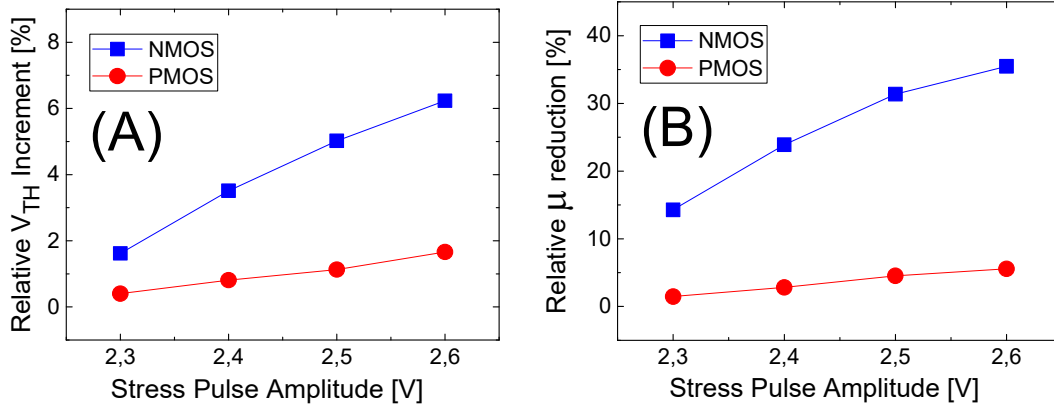 Relative V_TH Increment [%]
8
6
4
2
0
NMOS
PMOS
(A)
2,3 2,4 2,5 2,6
Stress Pulse Amplitude [V]
Relative μ reduction [%]
40
30
20
10
0
NMOS
PMOS
(B)
2,3 2,4 2,5 2,6
Stress Pulse Amplitude [V]